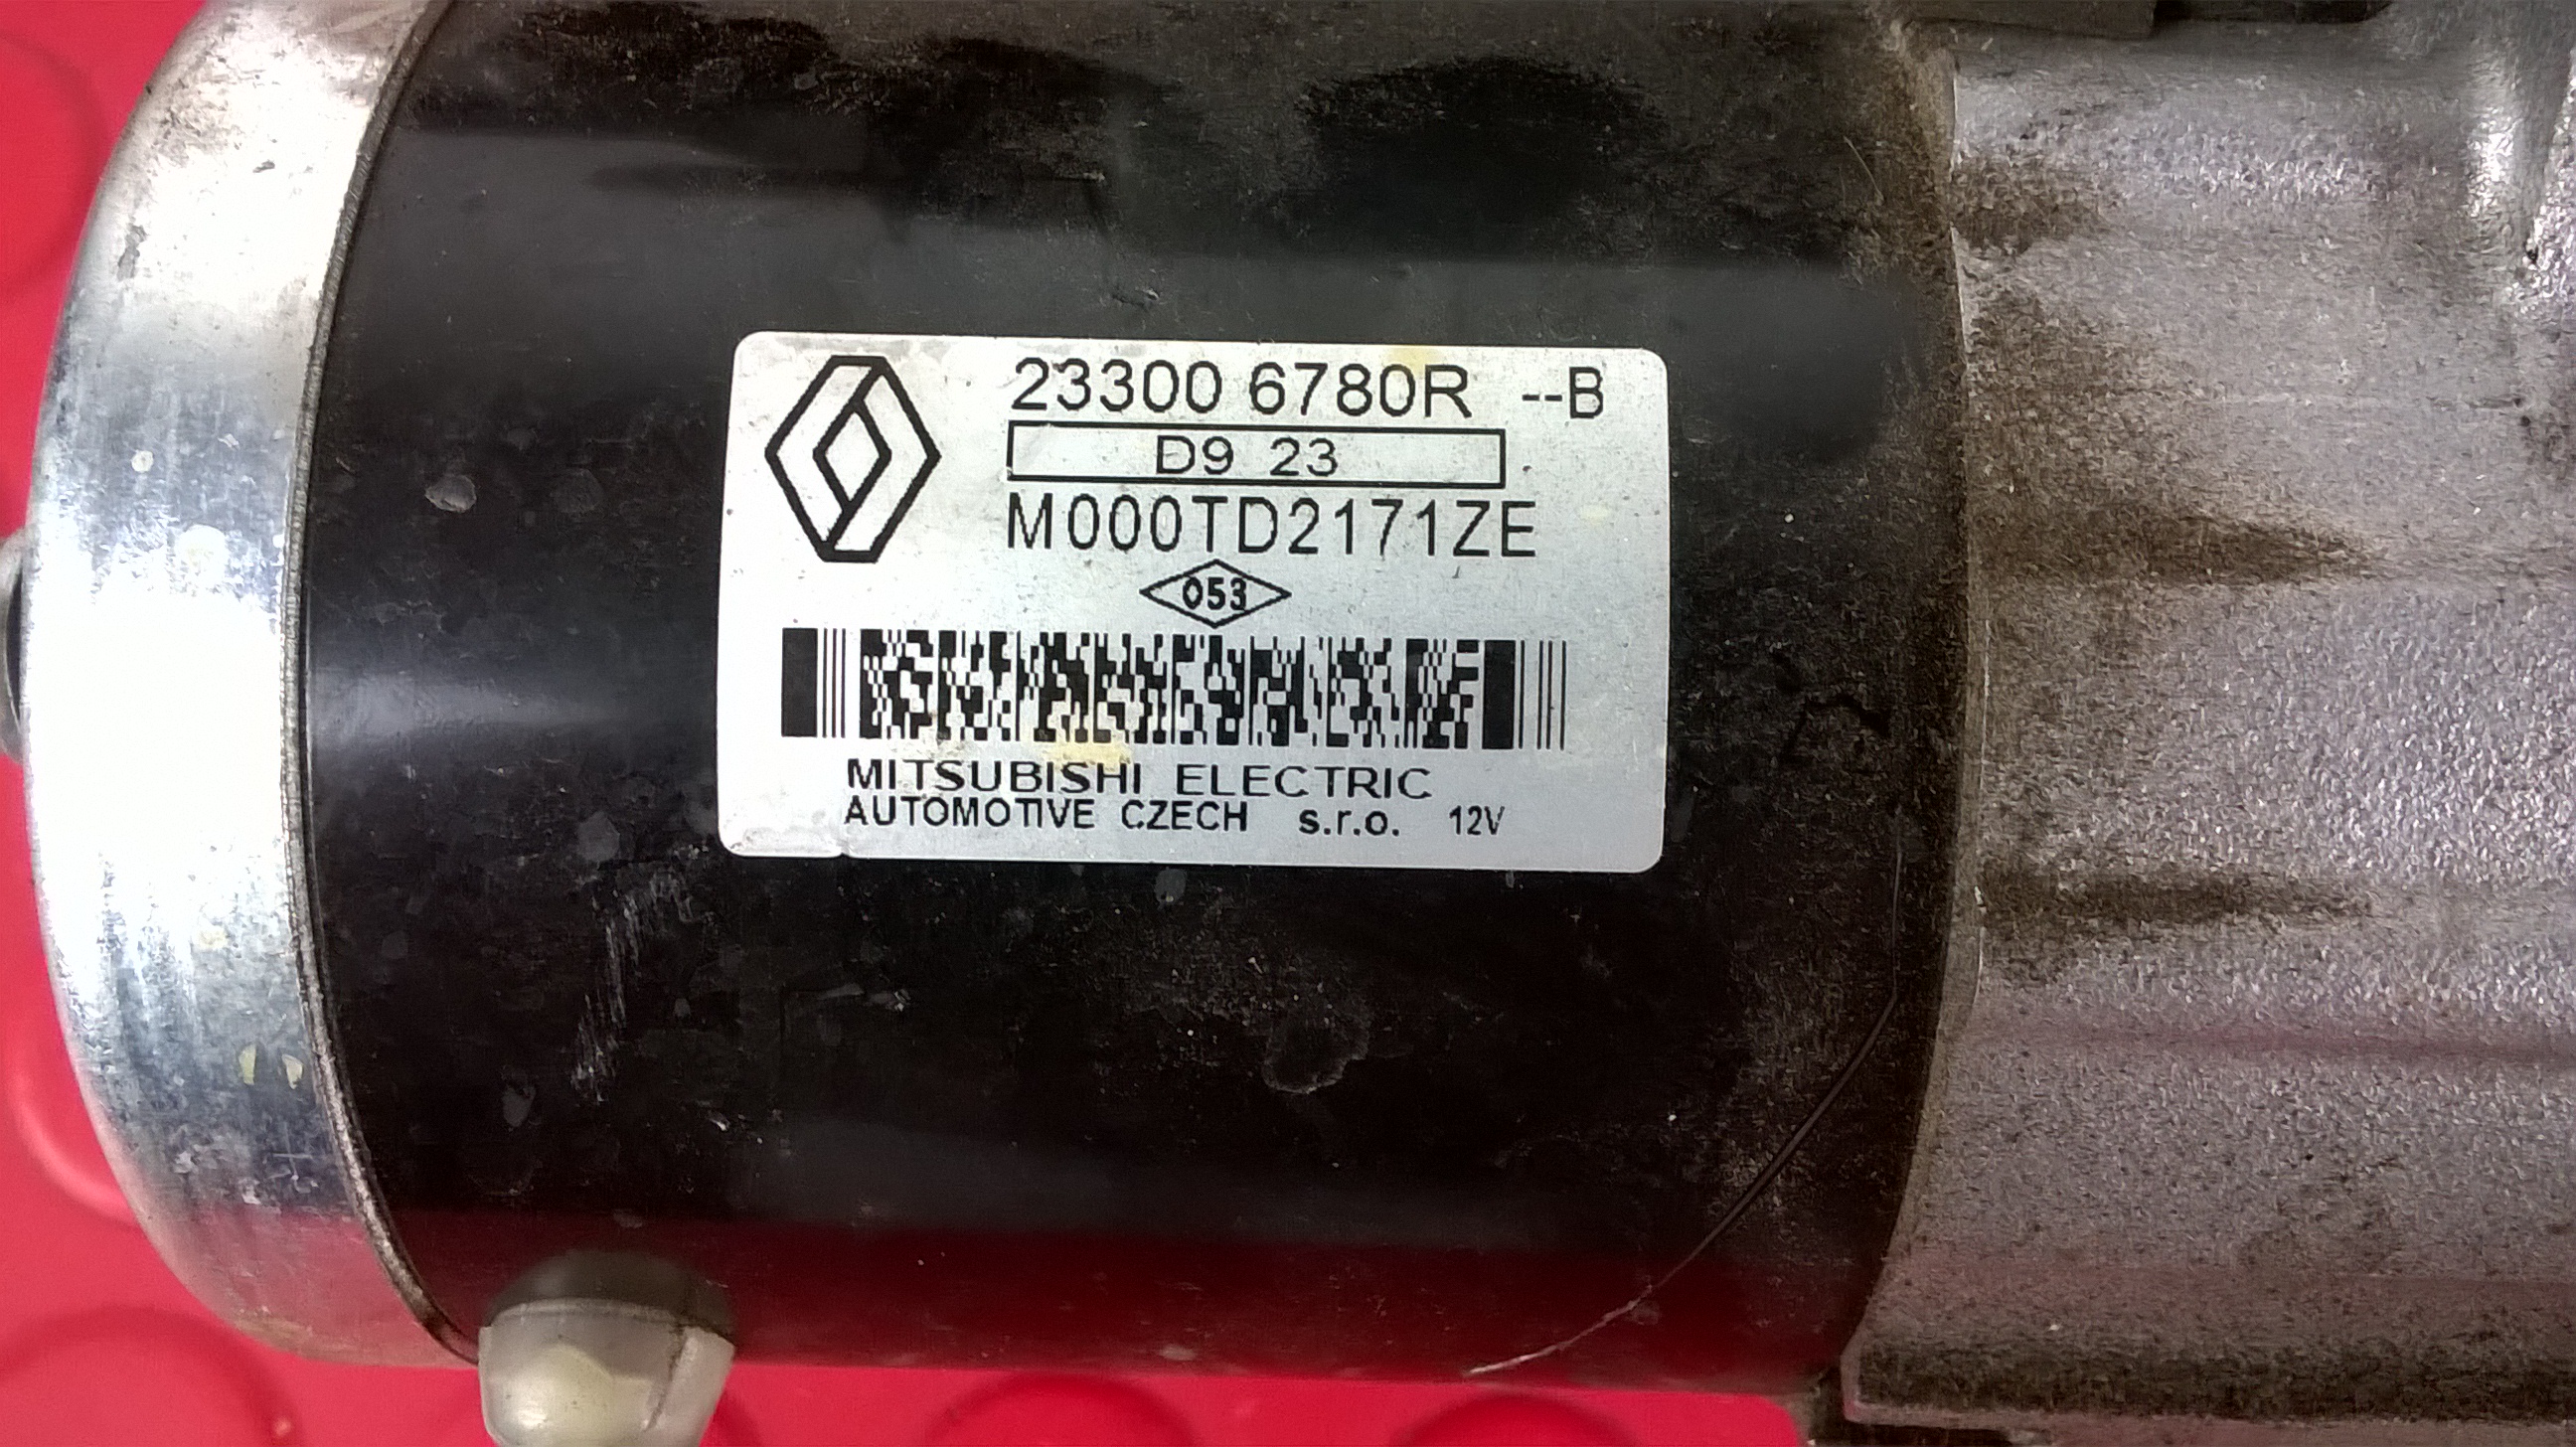 23300 6780R --B
D9 23
M000TD2171ZE
053
MITSUBISHI ELECTRIC
AUTOMOTIVE CZECH s.r.o. 12V